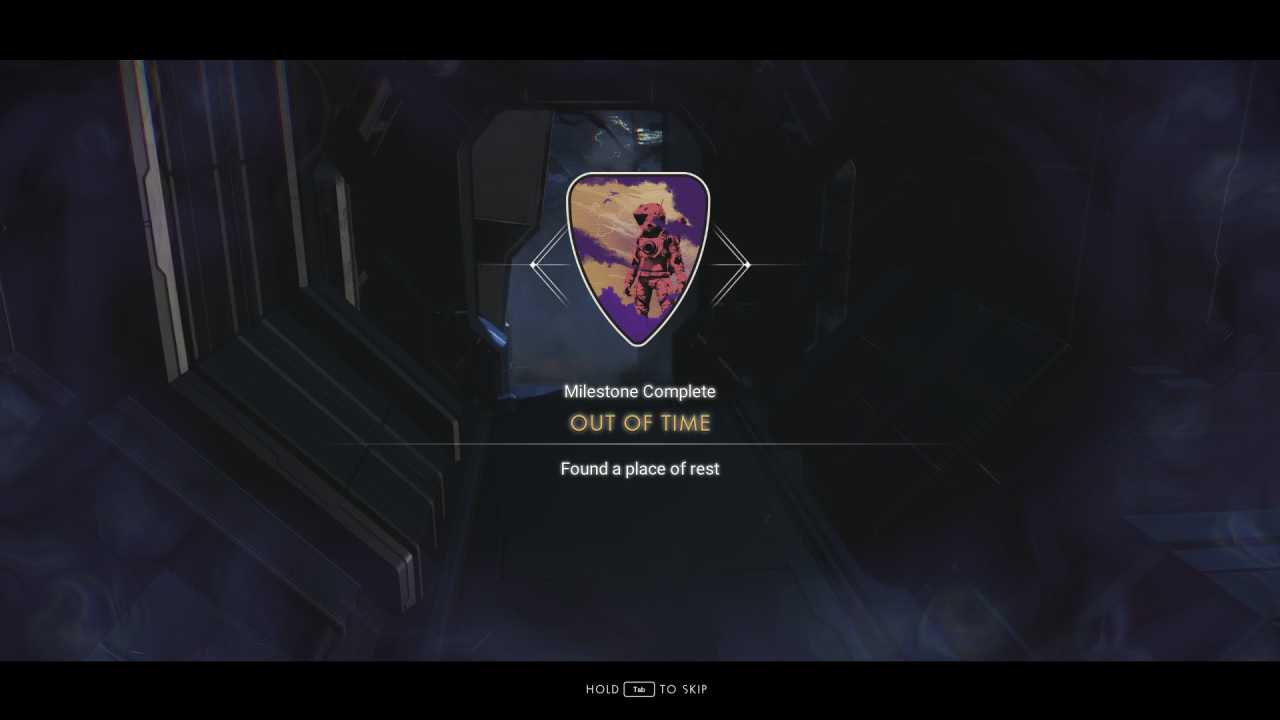 Milestone Complete
OUT OF TIME
Found a place of rest
HOLD Tab TO SKIP